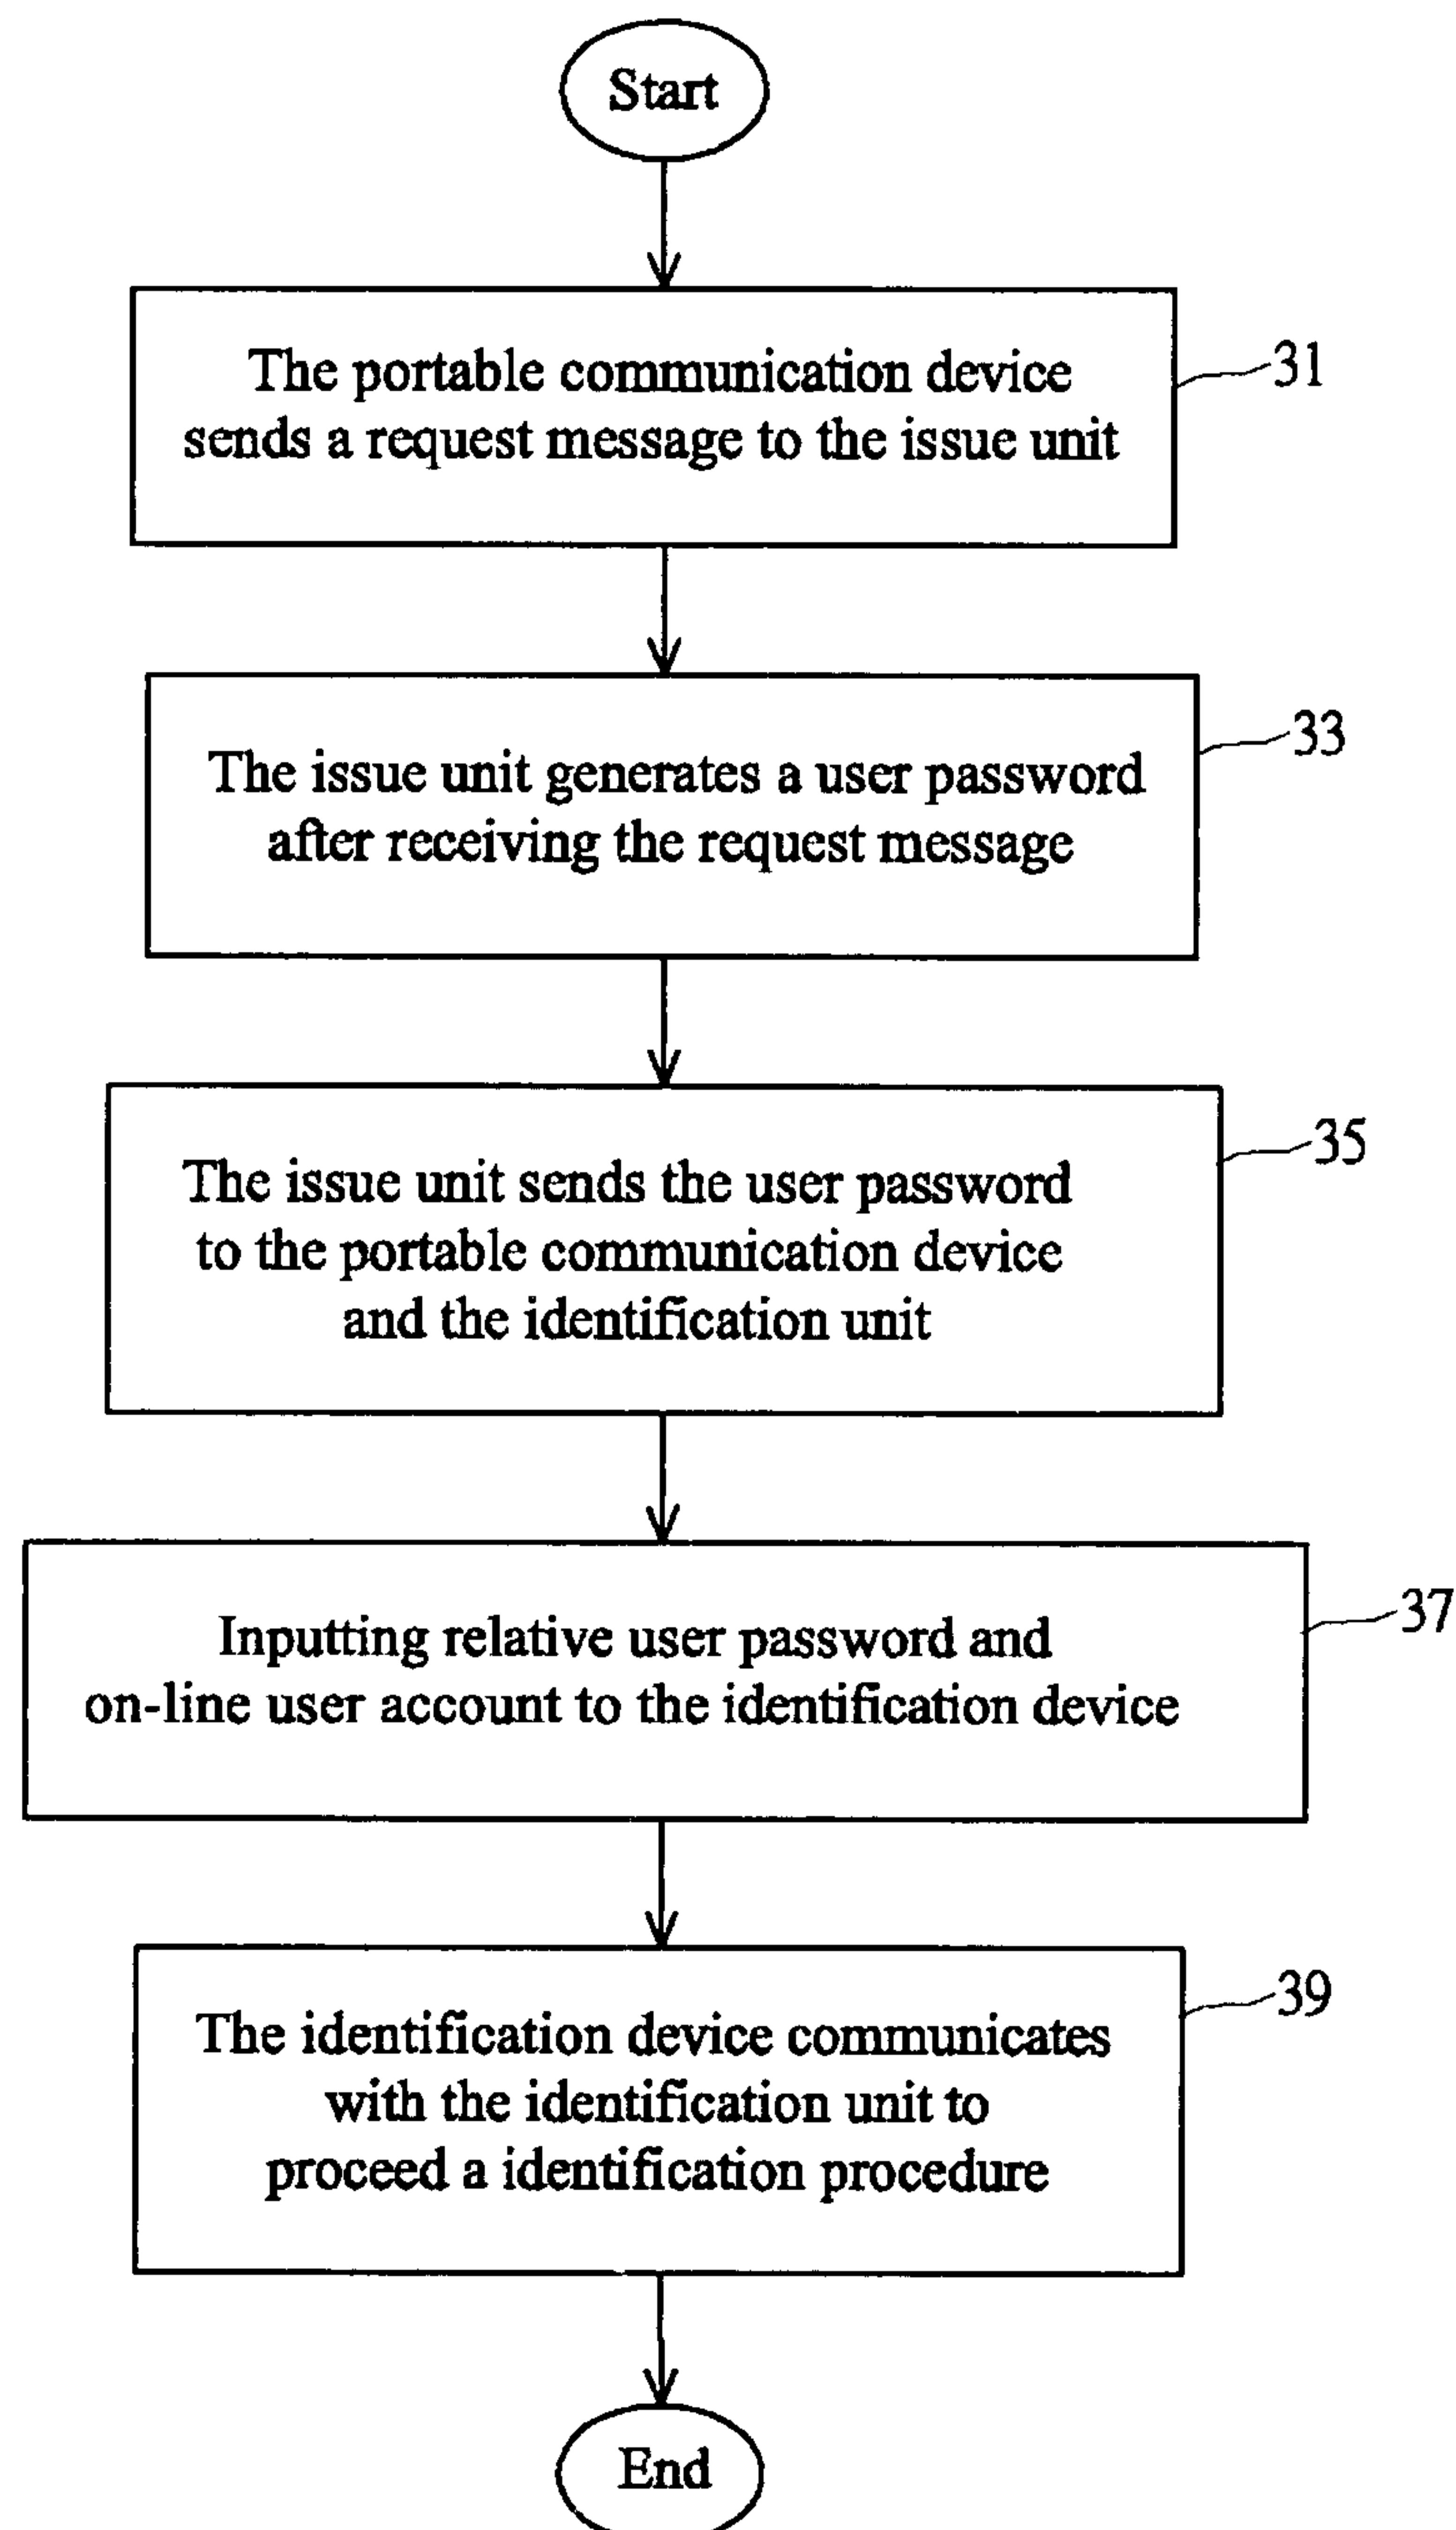 Start
The portable communication device
sends a request message to the issue unit
31
The issue unit generates a user password
after receiving the request message
33
The issue unit sends the user password
to the portable communication device
and the identification unit
35
Inputting relative user password and
on-line user account to the identification device
37
The identification device communicates
with the identification unit to
proceed a identification procedure
39
End